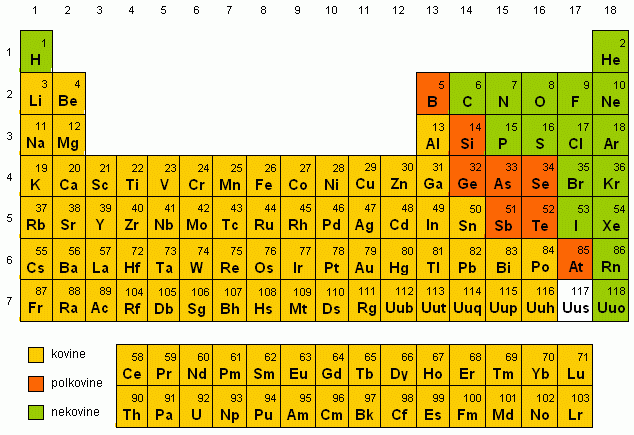 1 2 3 4 5 6 7 8 9 10 11 12 13 14 15 16 17 18
1 2
1 H He
3 4 5 6 7 8 9 10
2 Li Be B C N O F Ne
11 12 13 14 15 16 17 18
3 Na Mg Al Si P S Cl Ar
19 20 21 22 23 24 25 26 27 28 29 30 31 32 33 34 35 36
4 K Ca Sc Ti V Cr Mn Fe Co Ni Cu Zn Ga Ge As Se Br Kr
37 38 39 40 41 42 43 44 45 46 47 48 49 50 51 52 53 54
5 Rb Sr Y Zr Nb Mo Tc Ru Rh Pd Ag Cd In Sn Sb Te I Xe
55 56 57 72 73 74 75 76 77 78 79 80 81 82 83 84 85 86
6 Cs Ba La Hf Ta W Re Os Ir Pt Au Hg Tl Pb Bi Po At Rn
87 88 89 104 105 106 107 108 109 110 111 112 113 114 115 116 117 118
7 Fr Ra Ac Rf Db Sg Bh Hs Mt Ds Rg Uub Uut Uuq Uup Uuh Uus Uuo
kovine
polkovine
nekovine
58 59 60 61 62 63 64 65 66 67 68 69 70 71
Ce Pr Nd Pm Sm Eu Gd Tb Dy Ho Er Tm Yb Lu
90 91 92 93 94 95 96 97 98 99 100 101 102 103
Th Pa U Np Pu Am Cm Bk Cf Es Fm Md No Lr